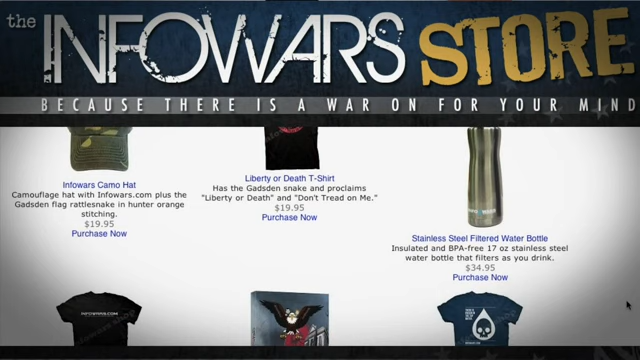 the INFOWARS STORE
BECAUSE THERE IS A WAR ON FOR YOUR MIND
Infowars Camo Hat
Camouflage hat with Infowars.com plus the
Gadsden flag rattlesnake in hunter orange
stitching.
$19.95
Purchase Now
Liberty or Death T-Shirt
Has the Gadsden snake and proclaims
"Liberty or Death" and "Don't Tread on Me."
$19.95
Purchase Now
Stainless Steel Filtered Water Bottle
Insulated and BPA-free 17 oz stainless steel
water bottle that filters as you drink.
$34.95
Purchase Now
INFOWARS.COM